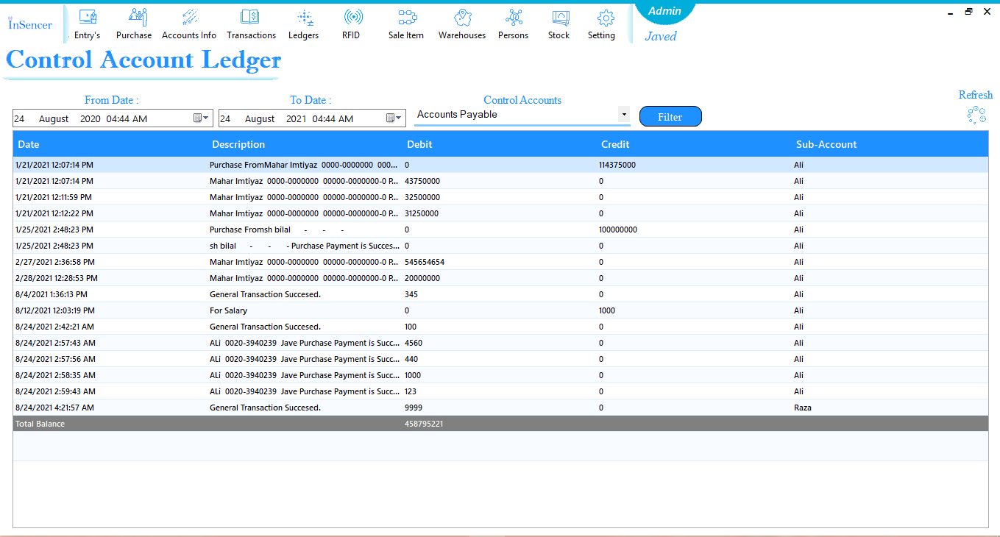 InSencer
Entry's Purchase Accounts Info Transactions Ledgers RFID Sale Item Warehouses Persons Stock Setting
Admin
Javed
Control Account Ledger
From Date : To Date : Control Accounts Refresh
24 August 2020 04:44 AM 24 August 2021 04:44 AM Accounts Payable Filter
Date Description Debit Credit Sub-Account
1/21/2021 12:07:14 PM Purchase FromMahar Imtiyaz 0000-0000000 000... 0 114375000 Ali
1/21/2021 12:07:14 PM Mahar Imtiyaz 0000-0000000 00000-0000000-0 P... 43750000 0 Ali
1/21/2021 12:11:59 PM Mahar Imtiyaz 0000-0000000 00000-0000000-0 P... 32500000 0 Ali
1/21/2021 12:12:22 PM Mahar Imtiyaz 0000-0000000 00000-0000000-0 P... 31250000 0 Ali
1/25/2021 2:48:23 PM Purchase Fromsh bilal - - - 0 100000000 Ali
1/25/2021 2:48:23 PM sh bilal - - - Purchase Payment is Succes... 0 0 Ali
2/27/2021 2:36:58 PM Mahar Imtiyaz 0000-0000000 00000-0000000-0 P... 545654654 0 Ali
2/28/2021 12:28:53 PM Mahar Imtiyaz 0000-0000000 00000-0000000-0 P... 20000000 0 Ali
8/4/2021 1:36:13 PM General Transaction Succesed. 345 0 Ali
8/12/2021 12:03:19 PM For Salary 0 1000 Ali
8/24/2021 2:42:21 AM General Transaction Succesed. 100 0 Ali
8/24/2021 2:57:43 AM ALi 0020-3940239 Jave Purchase Payment is Succ... 4560 0 Ali
8/24/2021 2:57:56 AM ALi 0020-3940239 Jave Purchase Payment is Succ... 440 0 Ali
8/24/2021 2:58:35 AM ALi 0020-3940239 Jave Purchase Payment is Succ... 1000 0 Ali
8/24/2021 2:59:43 AM ALi 0020-3940239 Jave Purchase Payment is Succ... 123 0 Ali
8/24/2021 4:21:57 AM General Transaction Succesed. 9999 0 Raza
Total Balance 458795221